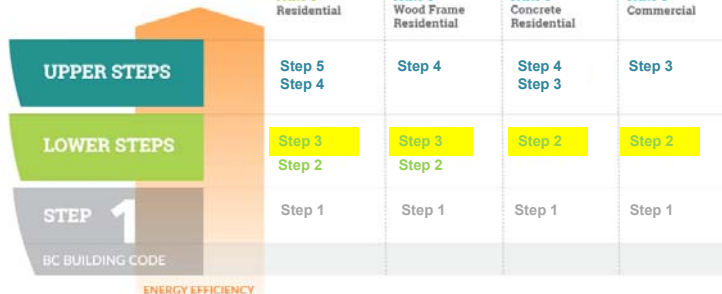 Residential
Wood Frame
Residential
Concrete
Residential
Commercial
UPPER STEPS
Step 5
Step 4
Step 4
Step 4
Step 3
Step 3
LOWER STEPS
Step 3
Step 2
Step 3
Step 2
Step 2
Step 2
STEP 1
Step 1
Step 1
Step 1
Step 1
BC BUILDING CODE
ENERGY EFFICIENCY